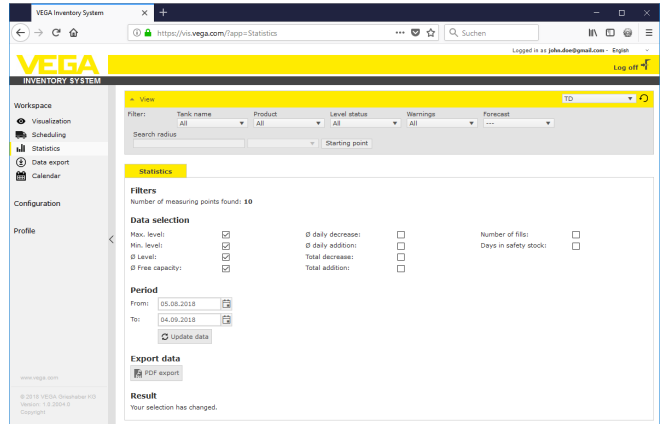 VEGA Inventory System
https://vis.vega.com/?app=Statistics
Suchen
Logged in as john.doe@gmail.com - English
VEGA
Log off
INVENTORY SYSTEM
Workspace
Visualization
Scheduling
Statistics
Data export
Calendar
Configuration
Profile
www.vega.com
© 2018 VEGA Grieshaber KG
Copyright
View
TD
Filter: Tank name Product Level status Warnings Forecast
All All All All ---
Search radius
Starting point
Statistics
Filters
Number of measuring points found: 10
Data selection
Max. level: Ø daily decrease: Number of fills:
Min. level: Ø daily addition: Days in safety stock:
Ø Level: Total decrease:
Ø Free capacity: Total addition:
Period
From: 05.08.2018
To: 04.09.2018
Update data
Export data
PDF export
Result
Your selection has changed.